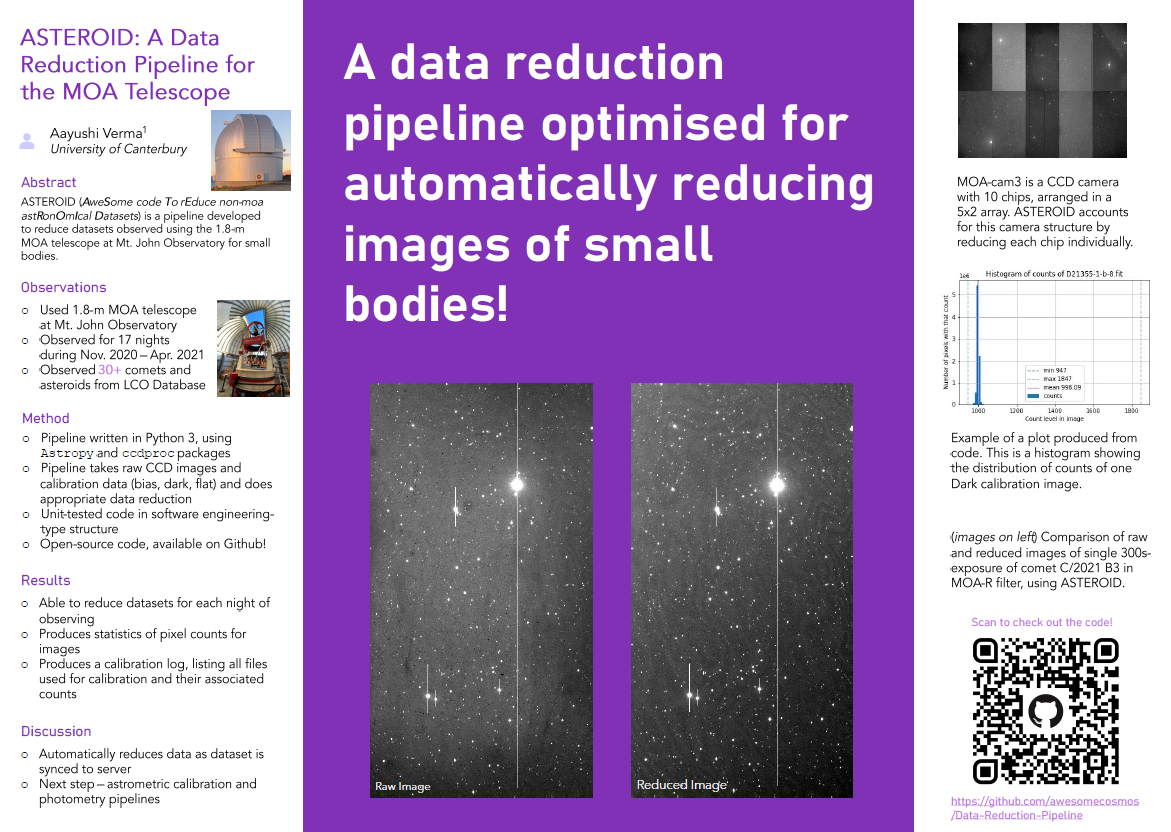 ASTEROID: A Data
Reduction Pipeline for
the MOA Telescope
Aayushi Verma1
University of Canterbury
Abstract
ASTEROID (AweSome code To rEduce non-moa
astRonOmIcal Datasets) is a pipeline developed
to reduce datasets observed using the 1.8-m
MOA telescope at Mt. John Observatory for small
bodies.
Observations
o Used 1.8-m MOA telescope
at Mt. John Observatory
o Observed for 17 nights
during Nov. 2020 – Apr. 2021
o Observed 30+ comets and
asteroids from LCO Database
Method
o Pipeline written in Python 3, using
Astropy and ccdproc packages
o Pipeline takes raw CCD images and
calibration data (bias, dark, flat) and does
appropriate data reduction
o Unit-tested code in software engineering-
type structure
o Open-source code, available on Github!
Results
o Able to reduce datasets for each night of
observing
o Produces statistics of pixel counts for
images
o Produces a calibration log, listing all files
used for calibration and their associated
counts
Discussion
o Automatically reduces data as dataset is
synced to server
o Next step – astrometric calibration and
photometry pipelines
A data reduction
pipeline optimised for
automatically reducing
images of small
bodies!
Raw Image
Reduced Image
MOA-cam3 is a CCD camera
with 10 chips, arranged in a
5x2 array. ASTEROID accounts
for this camera structure by
reducing each chip individually.
Histogram of counts of D21355-1-b-8.fit
1e6
Number of pixels with that count
5
4
3
2
1
0
min 947
max 1847
mean 998.09
counts
1000 1200 1400 1600 1800
Count level in image
Example of a plot produced from
code. This is a histogram showing
the distribution of counts of one
Dark calibration image.
(images on left) Comparison of raw
and reduced images of single 300s-
exposure of comet C/2021 B3 in
MOA-R filter, using ASTEROID.
Scan to check out the code!
https://github.com/awesomecosmos
/Data-Reduction-Pipeline